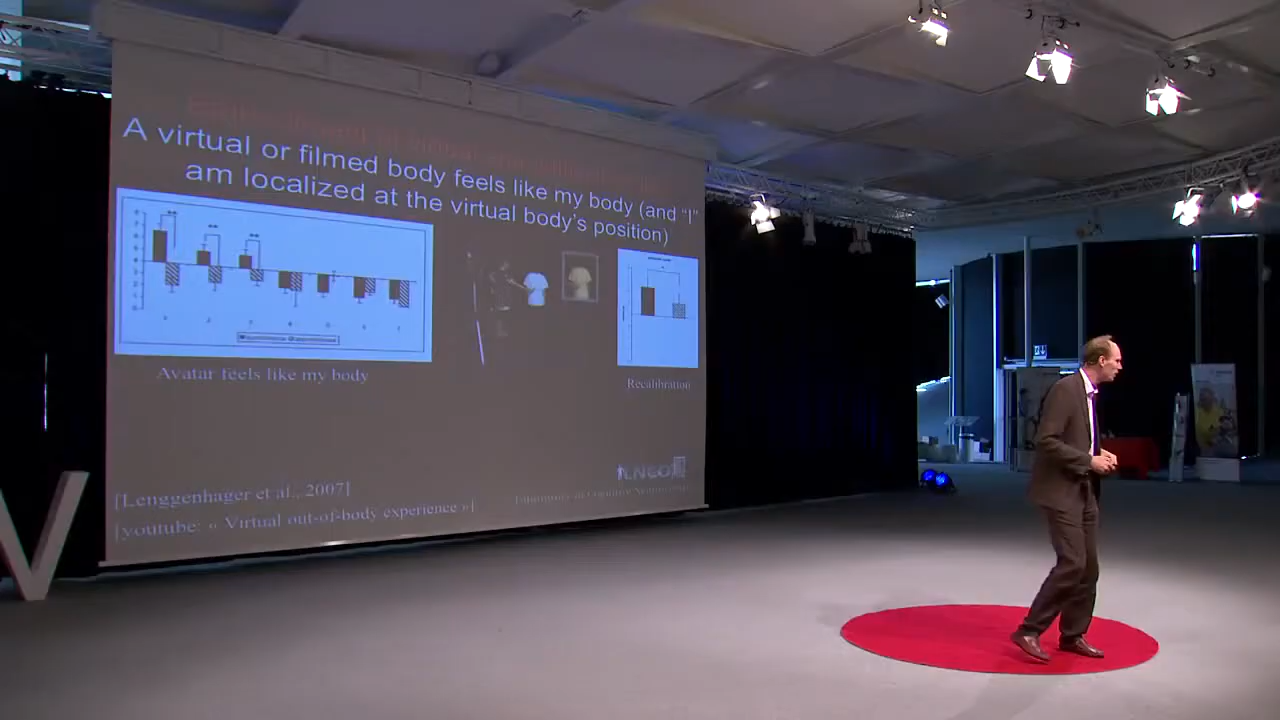 A virtual or filmed body feels like my body (and "I"
am localized at the virtual body's position)
Avatar feels like my body
Recalibration
LNCO
[Lenggenhager et al., 2007]
[youtube: « Virtual out-of-body experience »]
V